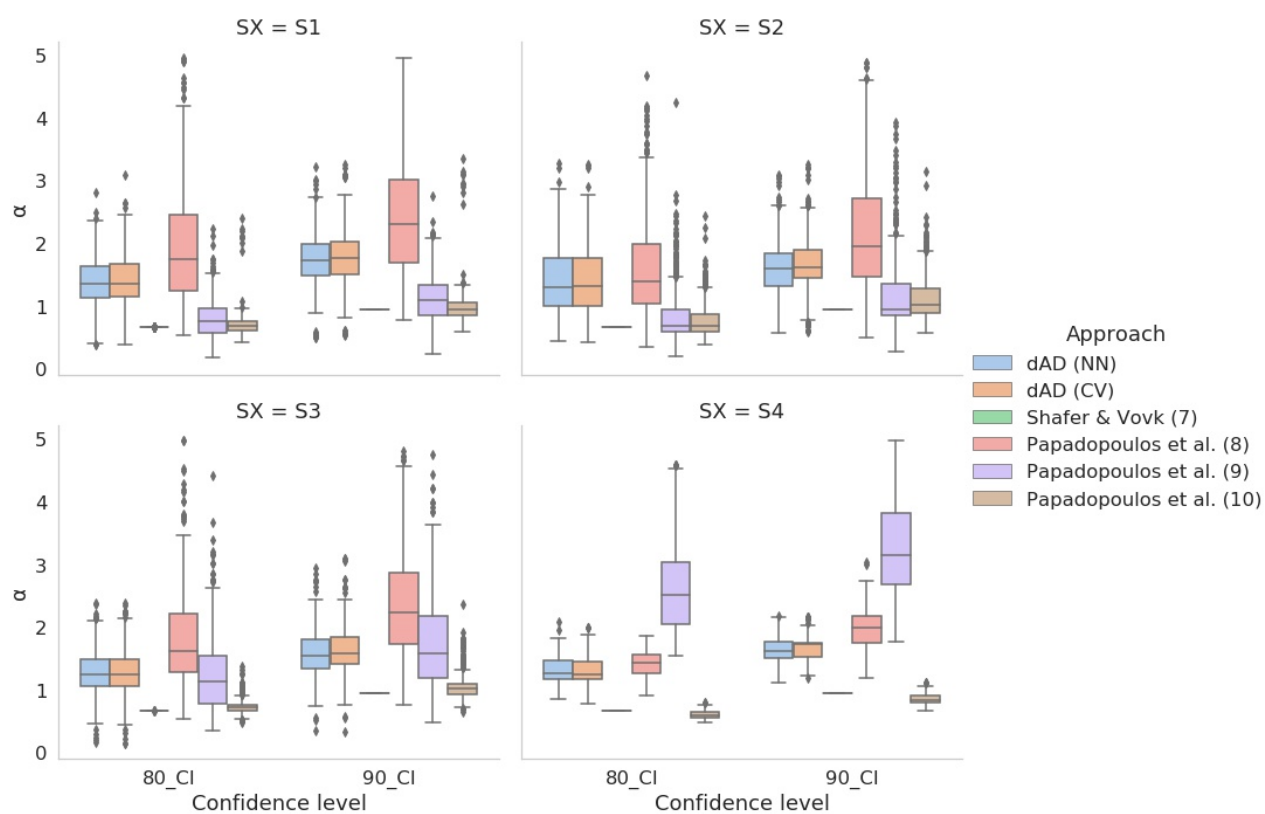 SX = S1
SX = S2
5
4
3
2
1
0
α
SX = S3
SX = S4
5
4
3
2
1
0
α
80_CI
90_CI
80_CI
90_CI
Confidence level
Confidence level
Approach
dAD (NN)
dAD (CV)
Shafer & Vovk (7)
Papadopoulos et al. (8)
Papadopoulos et al. (9)
Papadopoulos et al. (10)